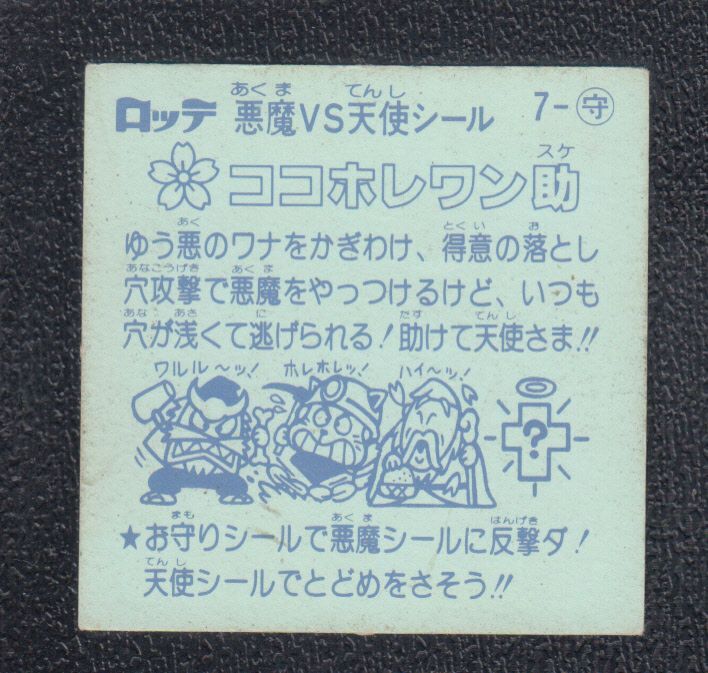 ロッテ 悪魔VS天使シール 7-守
あくま てんし
ココホレワン助
スケ
ゆう悪のワナをかぎわけ、得意の落とし
あく とくい お
穴攻撃で悪魔をやっつけるけど、いつも
あなこうげき あくま
穴が浅くて逃げられる!助けて天使さま!!
あな あさ に たす てんし
ワルル〜ッ! ホレホレッ! ハイ〜ッ!
?
★お守りシールで悪魔シールに反撃ダ!
まも あくま はんげき
天使シールでとどめをさそう!!
てんし